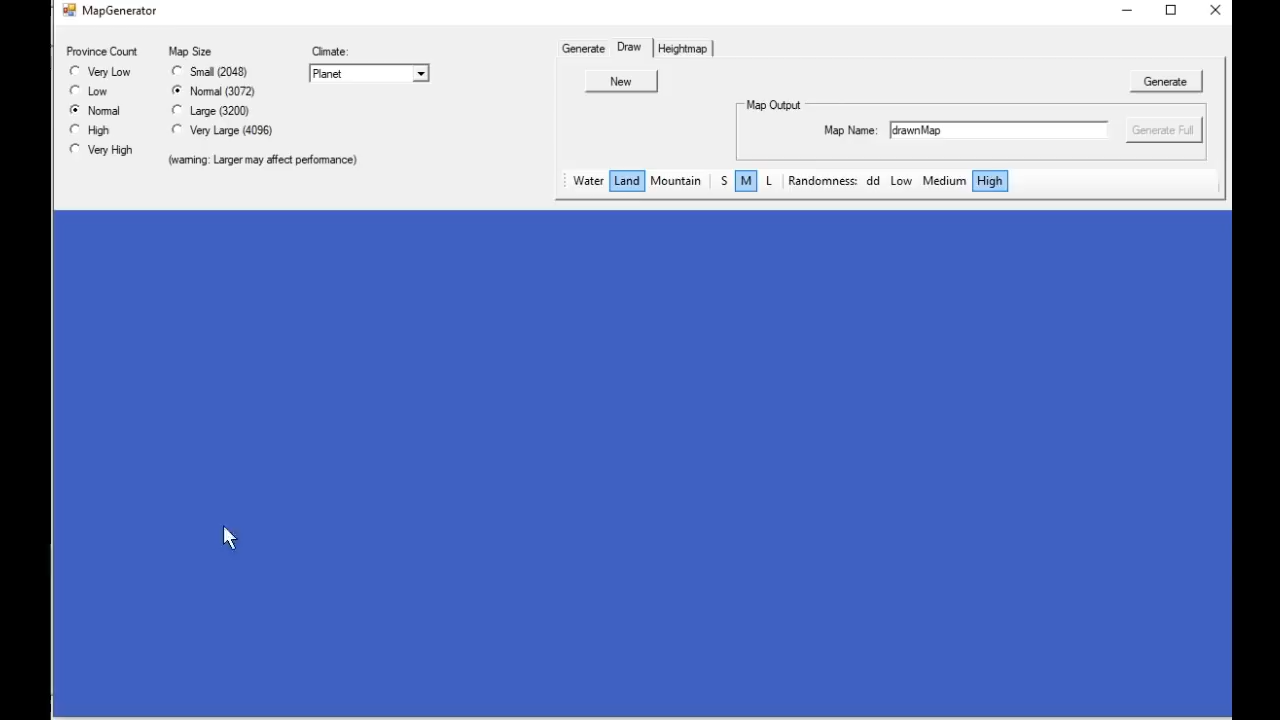 MapGenerator
Province Count
Very Low
Low
Normal
High
Very High
Map Size
Small (2048)
Normal (3072)
Large (3200)
Very Large (4096)
(warning: Larger may affect performance)
Climate:
Planet
Generate Draw Heightmap
New Generate
Map Output
Map Name: drawnMap Generate Full
Water Land Mountain S M L Randomness: dd Low Medium High